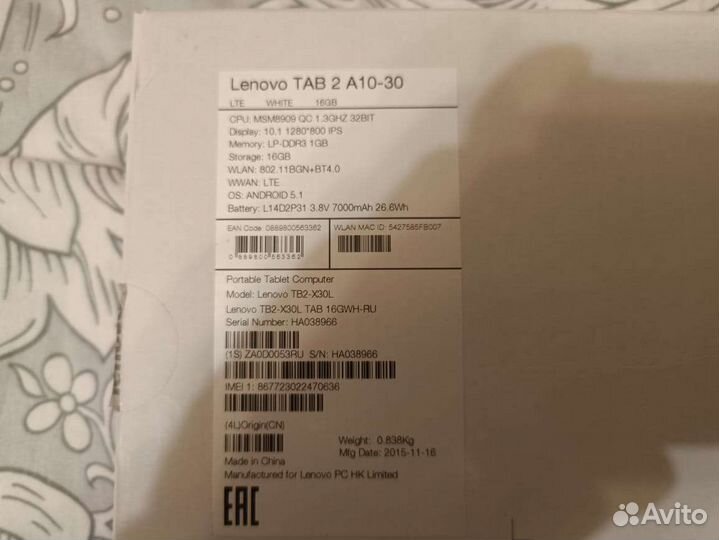 Lenovo TAB 2 A10-30
LTE WHITE 16GB
CPU: MSM8909 QC 1.3GHZ 32BIT
Display: 10.1 1280*800 IPS
Memory: LP-DDR3 1GB
Storage: 16GB
WLAN: 802.11BGN+BT4.0
WWAN: LTE
OS: ANDROID 5.1
Battery: L14D2P31 3.8V 7000mAh 26.6Wh
EAN Code: 0889800563362
WLAN MAC ID: 5427585FB007
0 889800 563362
Portable Tablet Computer
Model: Lenovo TB2-X30L
Lenovo TB2-X30L TAB 16GWH-RU
Serial Number: HA038966
(1S) ZA0D0053RU S/N: HA038966
IMEI 1: 867723022470636
(4L)Origin(CN)
Weight: 0.838Kg
Mfg Date: 2015-11-16
Made in China
Manufactured for Lenovo PC HK Limited
EAC
Avito